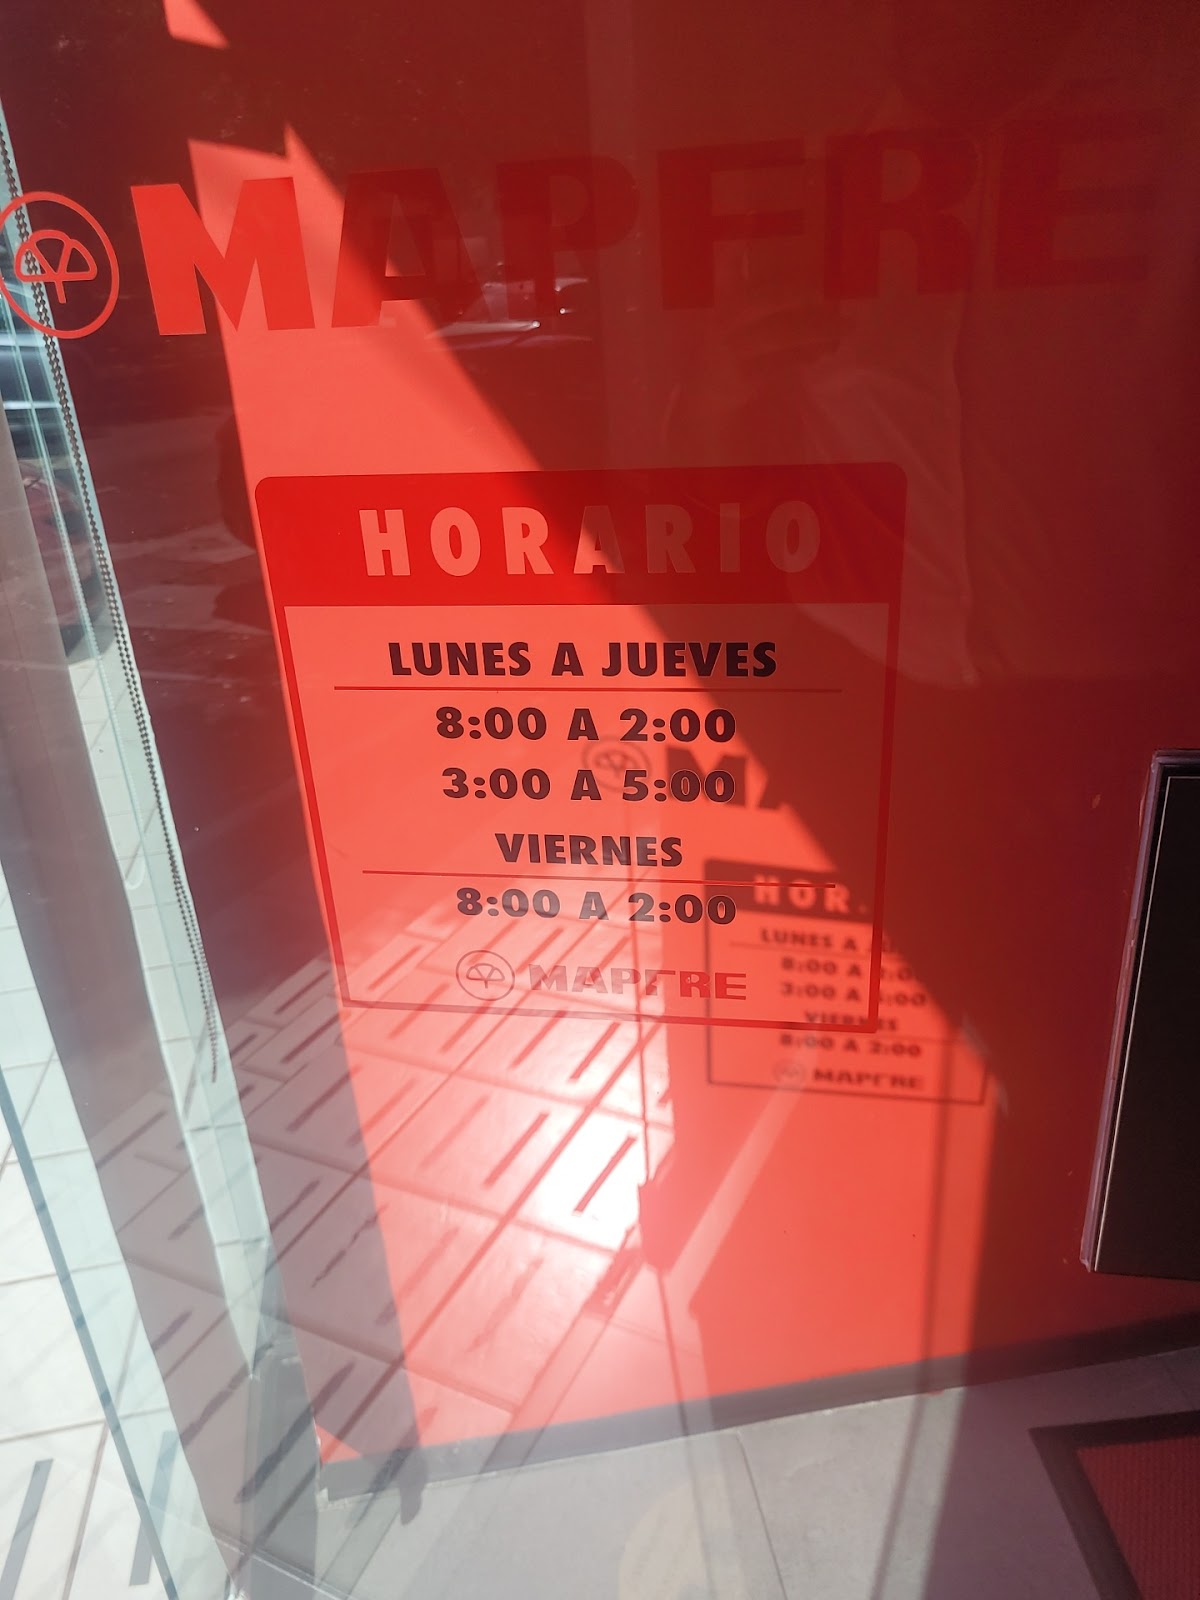 MAPFRE
HORARIO
LUNES A JUEVES
8:00 A 2:00
3:00 A 5:00
VIERNES
8:00 A 2:00
MAPFRE